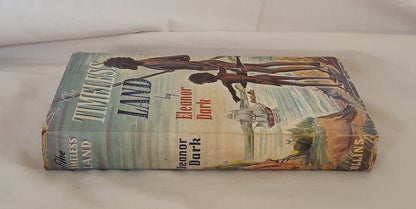 The
TIMELESS
LAND
by
Eleanor
Dark
The
TIMELESS
LAND
Eleanor
Dark
COLLINS